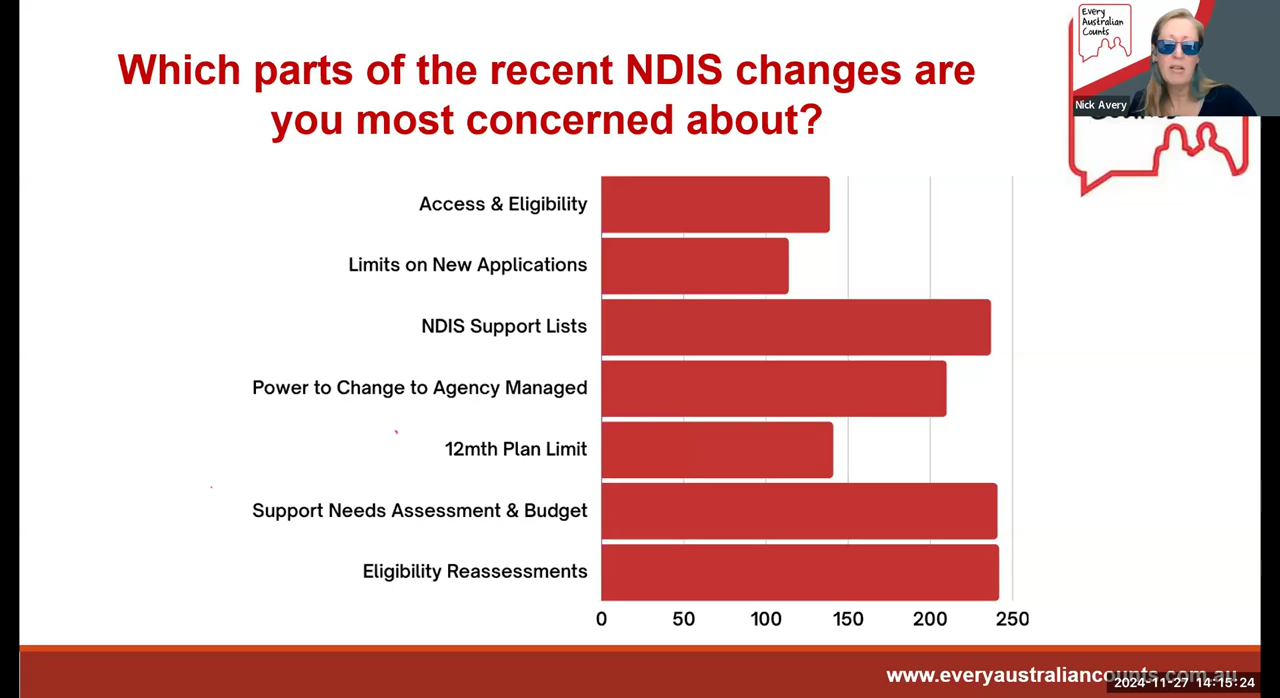 Which parts of the recent NDIS changes are
you most concerned about?
Every
Australian
Counts
Nick Avery
Access & Eligibility
Limits on New Applications
NDIS Support Lists
Power to Change to Agency Managed
12mth Plan Limit
Support Needs Assessment & Budget
Eligibility Reassessments
0 50 100 150 200 250
www.everyaustraliancounts.com.au
2024-11-27 14:15:24